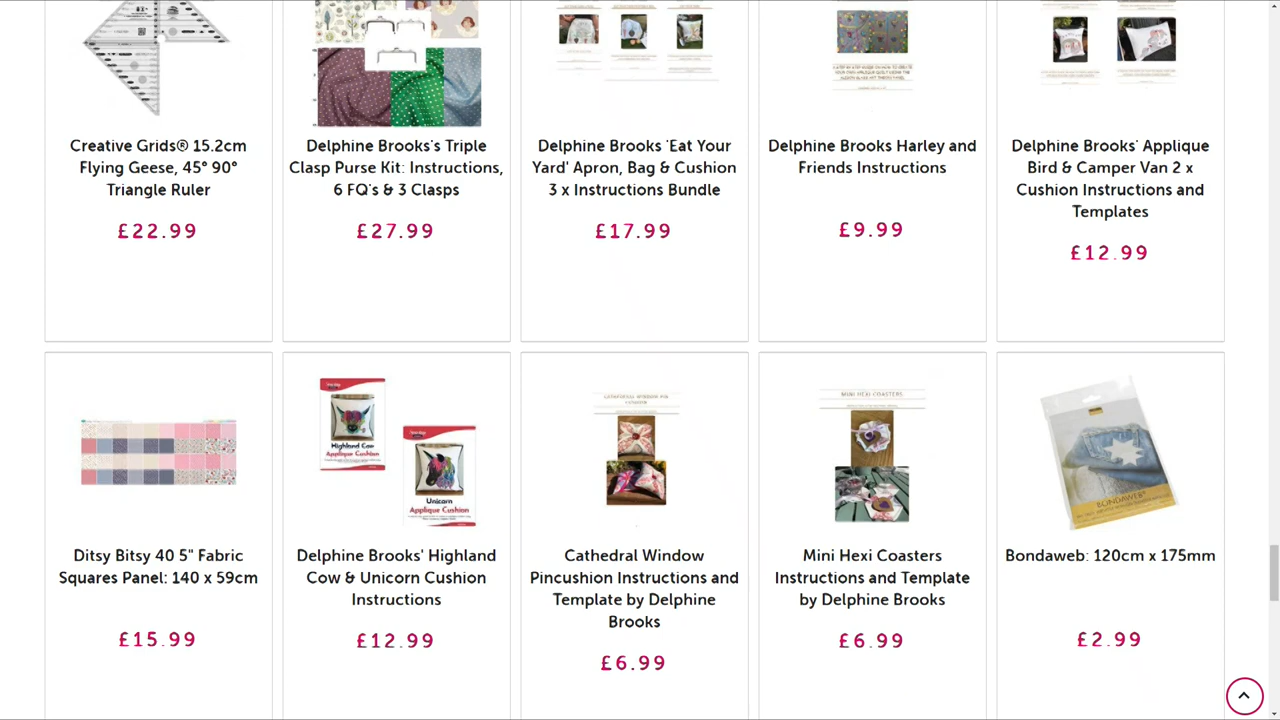 Creative Grids® 15.2cm
Flying Geese, 45° 90°
Triangle Ruler
£22.99
Delphine Brooks's Triple
Clasp Purse Kit: Instructions,
6 FQ's & 3 Clasps
£27.99
Delphine Brooks 'Eat Your
Yard' Apron, Bag & Cushion
3 x Instructions Bundle
£17.99
Delphine Brooks Harley and
Friends Instructions
£9.99
Delphine Brooks' Applique
Bird & Camper Van 2 x
Cushion Instructions and
Templates
£12.99
Highland Cow
Applique Cushion
Unicorn
Applique Cushion
MINI HEXI COASTERS
BONDAWEB
Ditsy Bitsy 40 5" Fabric
Squares Panel: 140 x 59cm
£15.99
Delphine Brooks' Highland
Cow & Unicorn Cushion
Instructions
£12.99
Cathedral Window
Pincushion Instructions and
Template by Delphine
Brooks
£6.99
Mini Hexi Coasters
Instructions and Template
by Delphine Brooks
£6.99
Bondaweb: 120cm x 175mm
£2.99